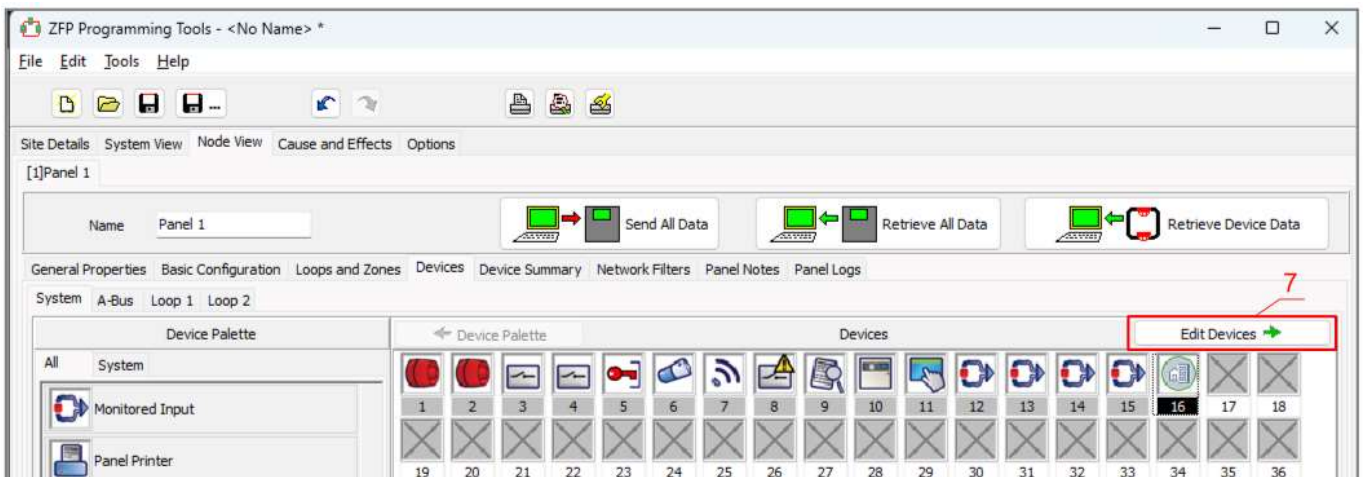 ZFP Programming Tools - <No Name> *
File Edit Tools Help
Site Details System View Node View Cause and Effects Options
[1]Panel 1
Name Panel 1 Send All Data Retrieve All Data Retrieve Device Data
General Properties Basic Configuration Loops and Zones Devices Device Summary Network Filters Panel Notes Panel Logs
7
System A-Bus Loop 1 Loop 2
Device Palette Device Palette Devices Edit Devices
All System
Monitored Input
1 2 3 4 5 6 7 8 9 10 11 12 13 14 15 16 17 18
Panel Printer
19 20 21 22 23 24 25 26 27 28 29 30 31 32 33 34 35 36